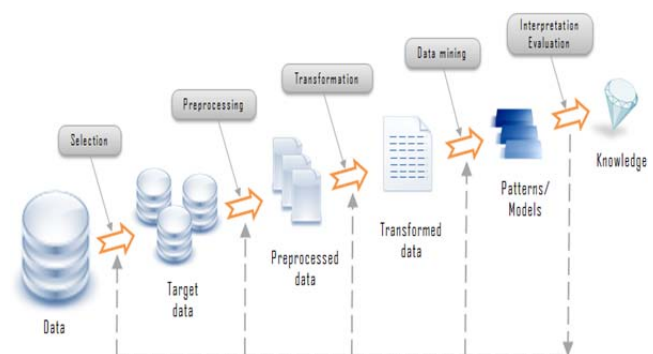 Interpretation
Evaluation
Data mining
Transformation
Preprocessing
Selection
Knowledge
Patterns/
Models
Transformed
data
Preprocessed
data
Target
data
Data